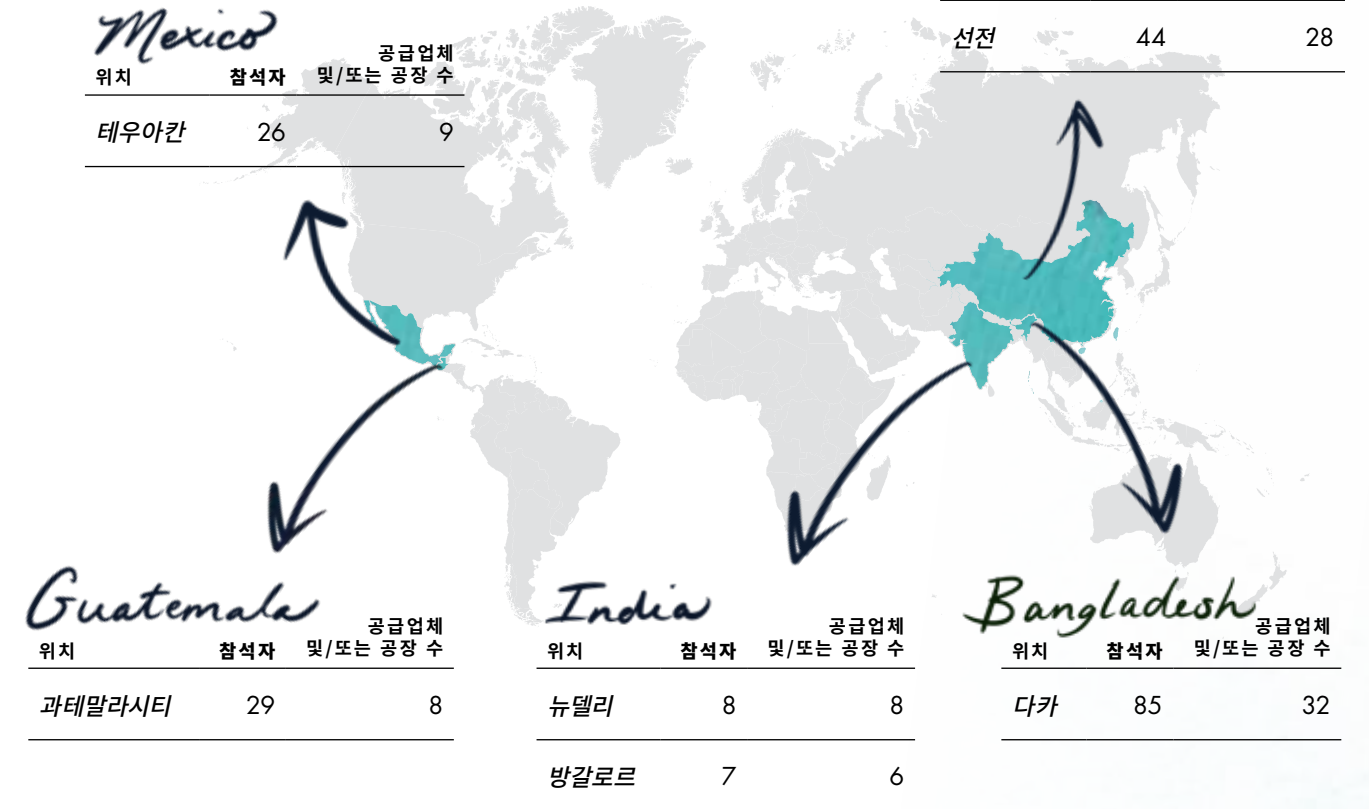 Mexico
위치 참석자 공급업체 및/또는 공장 수
테우아칸 26 9
선전 44 28
Guatemala
위치 참석자 공급업체 및/또는 공장 수
과테말라시티 29 8
India
위치 참석자 공급업체 및/또는 공장 수
뉴델리 8 8
방갈로르 7 6
Bangladesh
위치 참석자 공급업체 및/또는 공장 수
다카 85 32